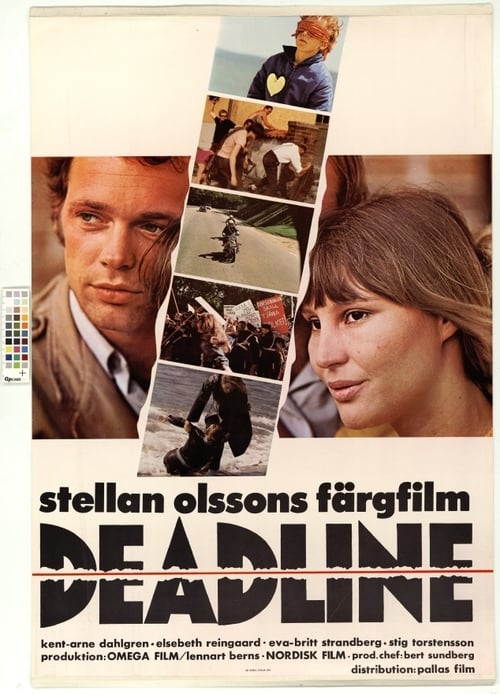 stellan olssons färgfilm
DEADLINE
kent-arne dahlgren · elsebeth reingaard · eva-britt strandberg · stig torstensson
produktion: OMEGA FILM/lennart berns · NORDISK FILM · prod.chef: bert sundberg
distribution: pallas film